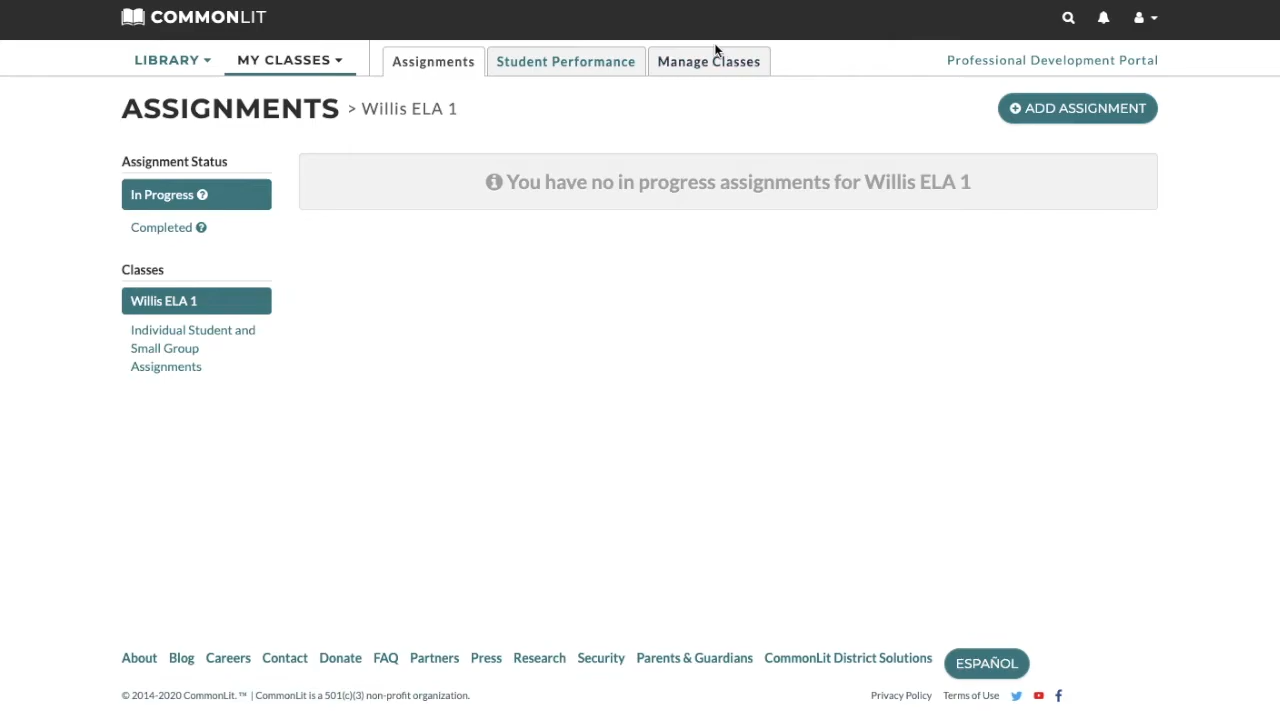 COMMONLIT
LIBRARY
MY CLASSES
Assignments
Student Performance
Manage Classes
Professional Development Portal
ASSIGNMENTS > Willis ELA 1
ADD ASSIGNMENT
Assignment Status
In Progress
Completed
You have no in progress assignments for Willis ELA 1
Classes
Willis ELA 1
Individual Student and
Small Group
Assignments
About Blog Careers Contact Donate FAQ Partners Press Research Security Parents & Guardians CommonLit District Solutions ESPAÑOL
© 2014-2020 CommonLit. ™ | CommonLit is a 501(c)(3) non-profit organization.
Privacy Policy Terms of Use